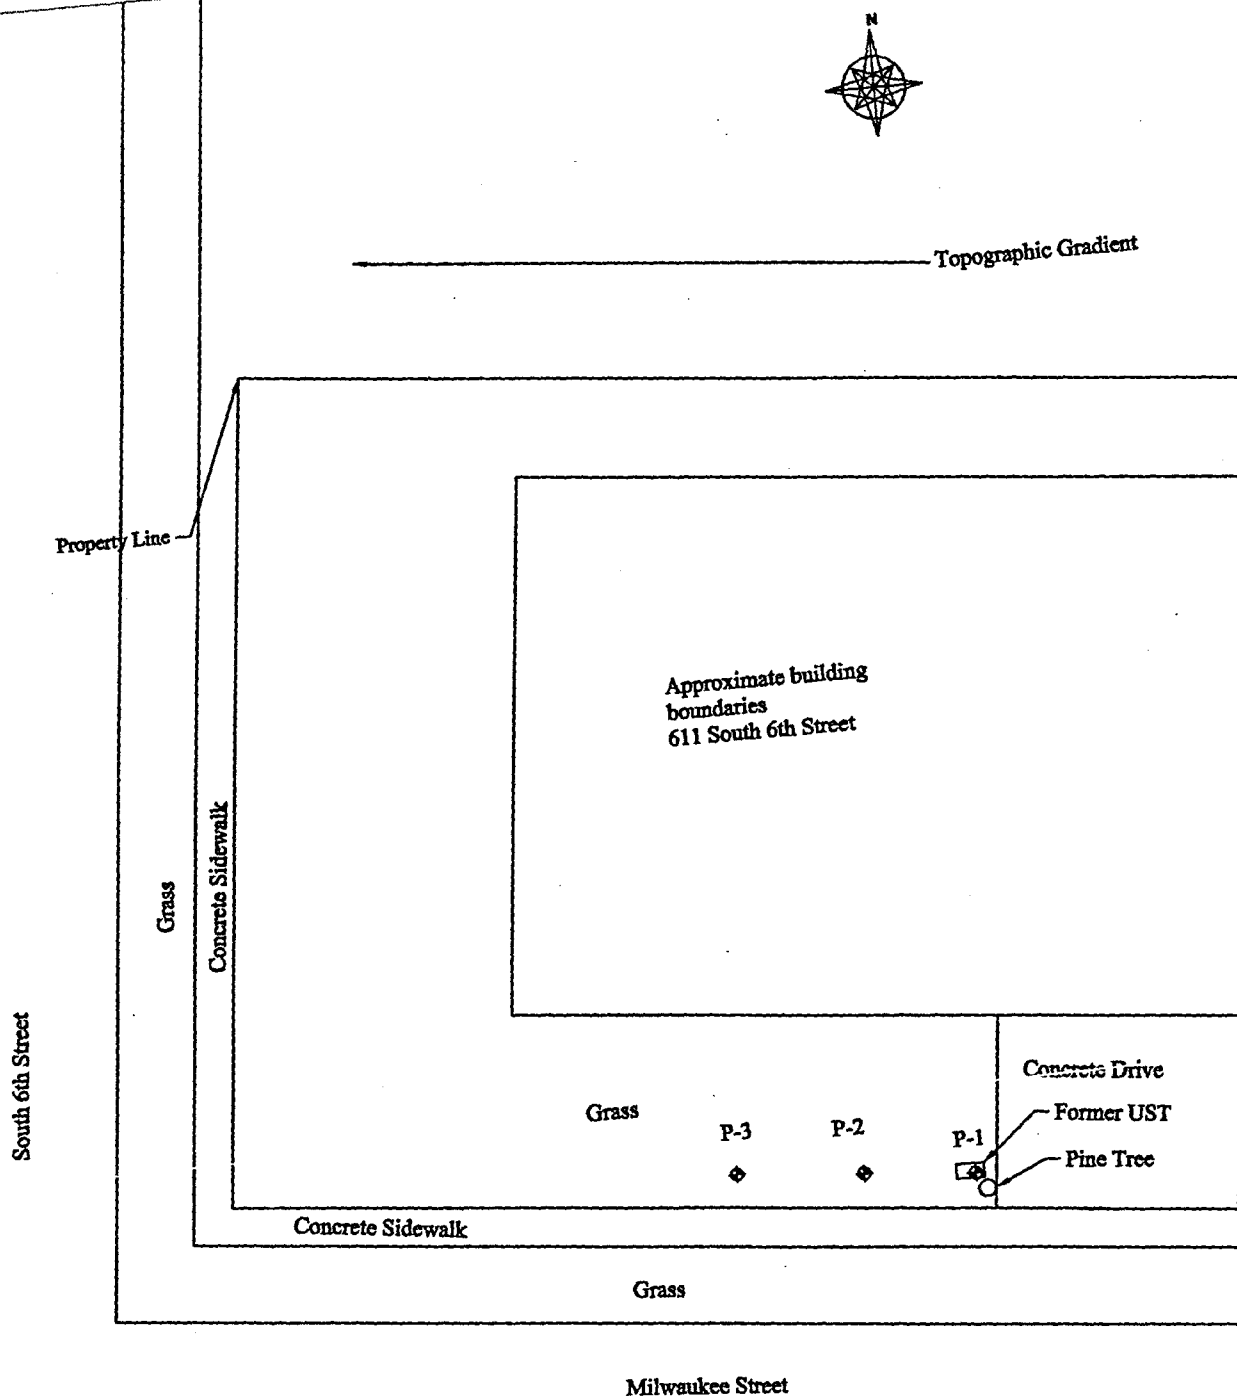 N
Topographic Gradient
Property Line
Approximate building
boundaries
611 South 6th Street
Concrete Sidewalk
Grass
South 6th Street
Concrete Drive
Grass
Former UST
P-3
P-2
P-1
Pine Tree
Concrete Sidewalk
Grass
Milwaukee Street